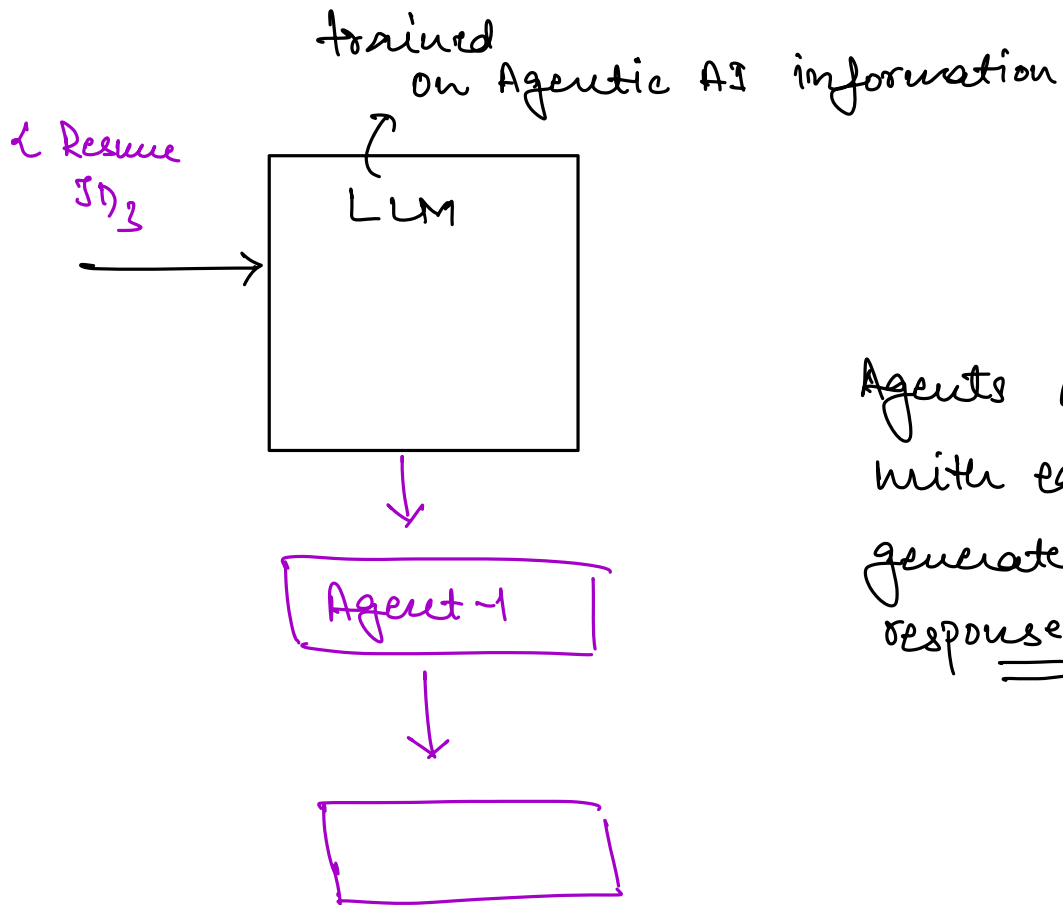 trained
on Agentic AI information
{ Resume
JD}
LLM
Agents
with
generate
response
Agent-1